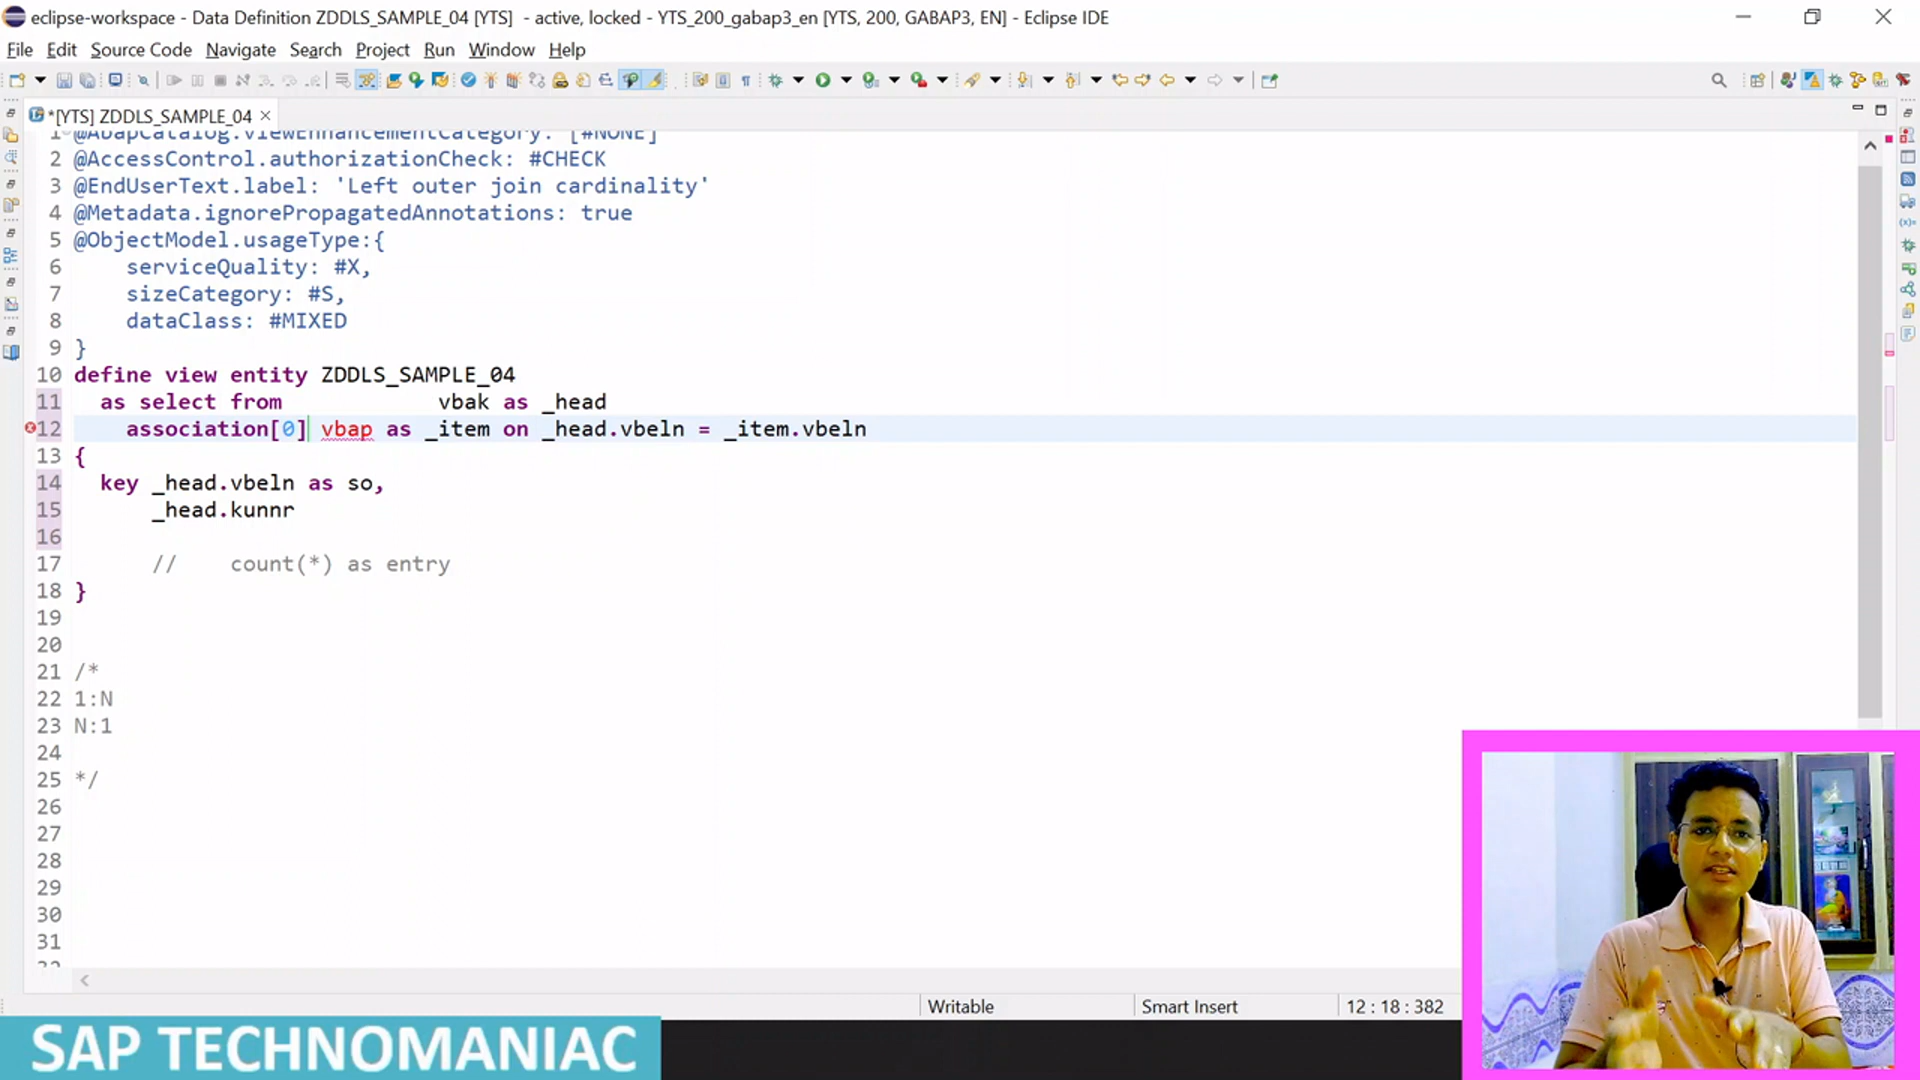 eclipse-workspace - Data Definition ZDDLS_SAMPLE_04 [YTS] - active, locked - YTS_200_gabap3_en [YTS, 200, GABAP3, EN] - Eclipse IDE
File Edit Source Code Navigate Search Project Run Window Help
*[YTS] ZDDLS_SAMPLE_04
1 @AbapCatalog.viewEnhancementCategory: [#NONE]
2 @AccessControl.authorizationCheck: #CHECK
3 @EndUserText.label: 'Left outer join cardinality'
4 @Metadata.ignorePropagatedAnnotations: true
5 @ObjectModel.usageType:{
6 serviceQuality: #X,
7 sizeCategory: #S,
8 dataClass: #MIXED
9 }
10 define view entity ZDDLS_SAMPLE_04
11 as select from vbak as _head
12 association[0] vbap as _item on _head.vbeln = _item.vbeln
13 {
14 key _head.vbeln as so,
15 _head.kunnr
16
17 // count(*) as entry
18 }
19
20
21 /*
22 1:N
23 N:1
24
25 */
26
27
28
29
30
31
Writable Smart Insert 12 : 18 : 382
SAP TECHNOMANIAC